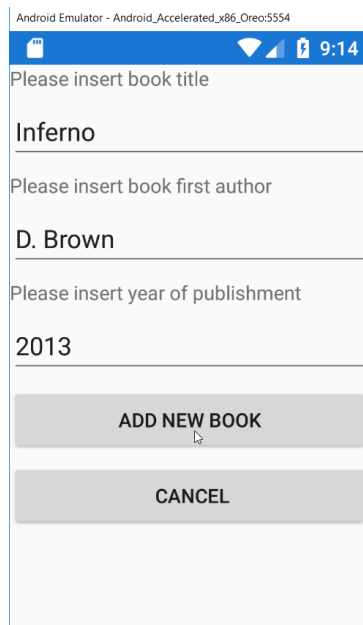 Android Emulator - Android_Accelerated_x86_Oreo:5554
9:14
Please insert book title
Inferno
Please insert book first author
D. Brown
Please insert year of publishment
2013
ADD NEW BOOK
CANCEL